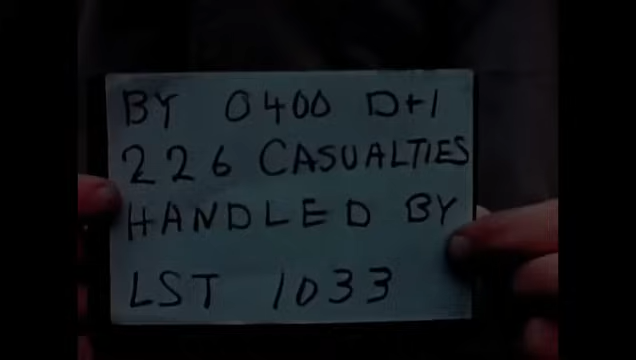 BY 0400 D+1
226 CASUALTIES
HANDLED BY
LST 1033